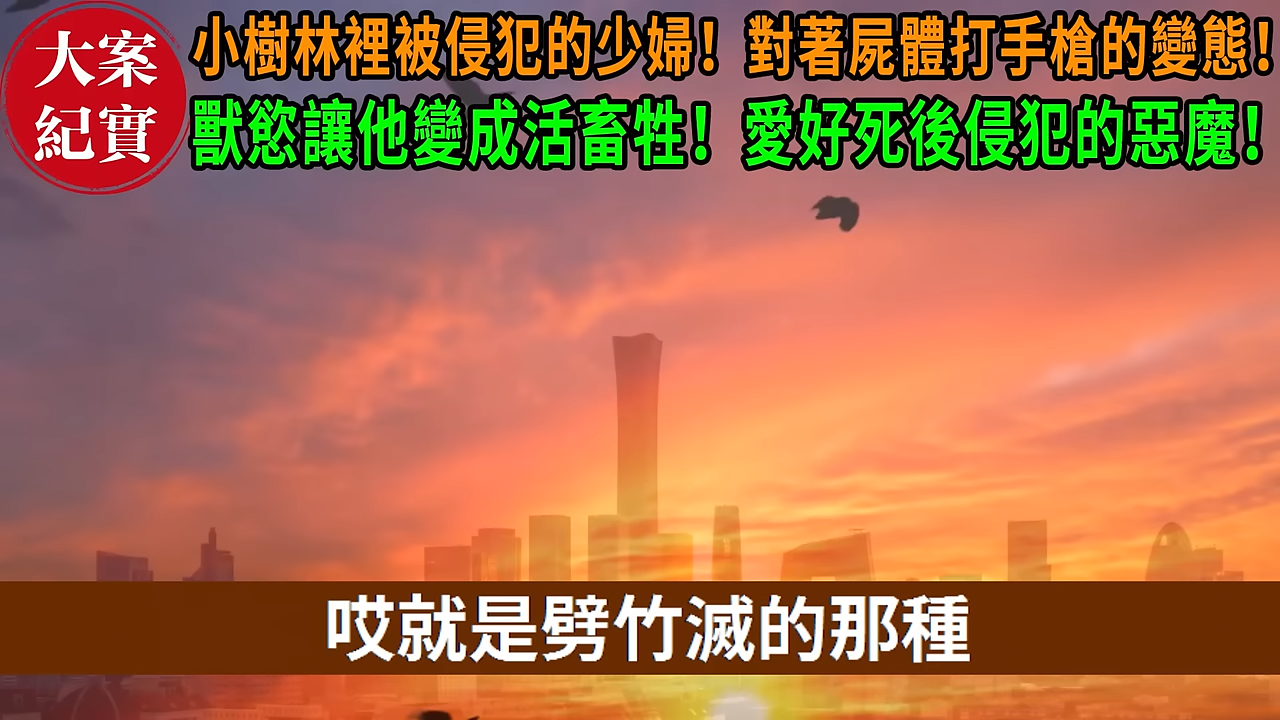 大案
紀實
小樹林裡被侵犯的少婦！對著屍體打手槍的變態！
獸慾讓他變成活畜牲！愛好死後侵犯的惡魔！
哎就是劈竹滅的那種